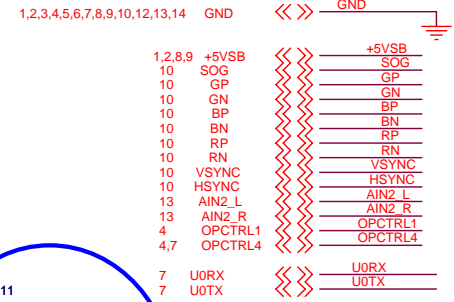 1,2,3,4,5,6,7,8,9,10,12,13,14 GND GND
1,2,8,9 +5VSB +5VSB
10 SOG SOG
10 GP GP
10 GN GN
10 BP BP
10 BN BN
10 RP RP
10 RN RN
10 VSYNC VSYNC
10 HSYNC HSYNC
13 AIN2_L AIN2_L
13 AIN2_R AIN2_R
4 OPCTRL1 OPCTRL1
4,7 OPCTRL4 OPCTRL4
7 U0RX U0RX
7 U0TX U0TX
11